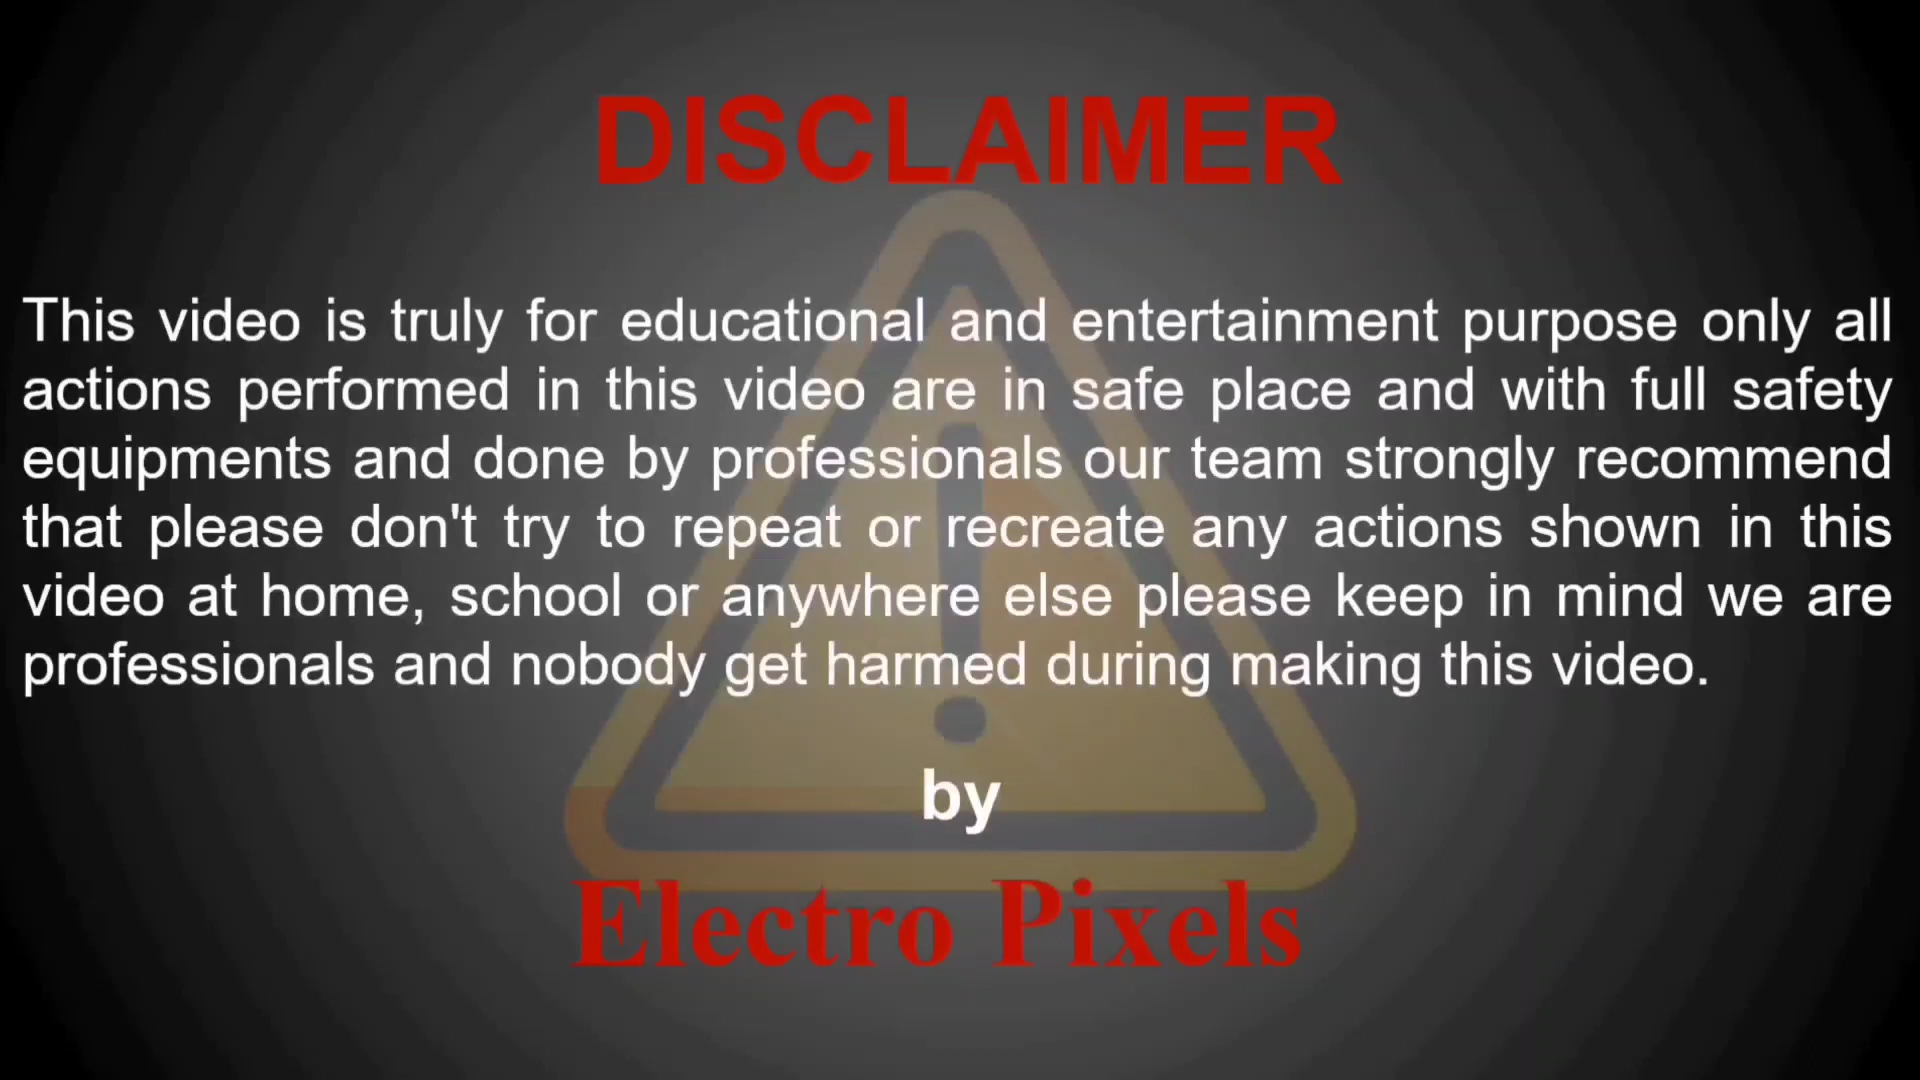 DISCLAIMER
This video is truly for educational and entertainment purpose only all
actions performed in this video are in safe place and with full safety
equipments and done by professionals our team strongly recommend
that please don't try to repeat or recreate any actions shown in this
video at home, school or anywhere else please keep in mind we are
professionals and nobody get harmed during making this video.
by
Electro Pixels